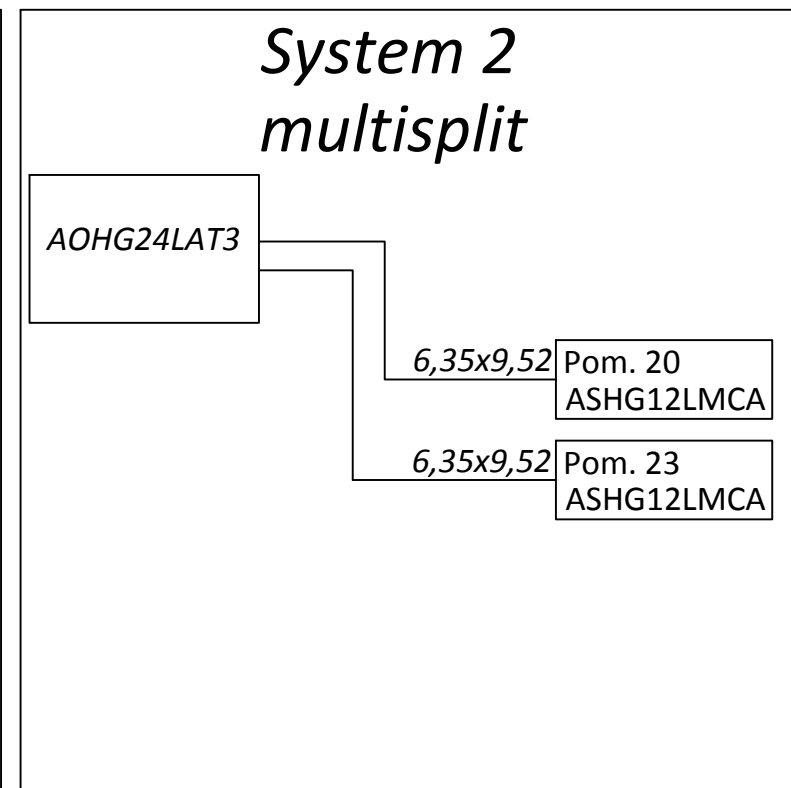 System 2
multisplit
AOHG24LAT3
6,35x9,52
Pom. 20
ASHG12LMCA
6,35x9,52
Pom. 23
ASHG12LMCA